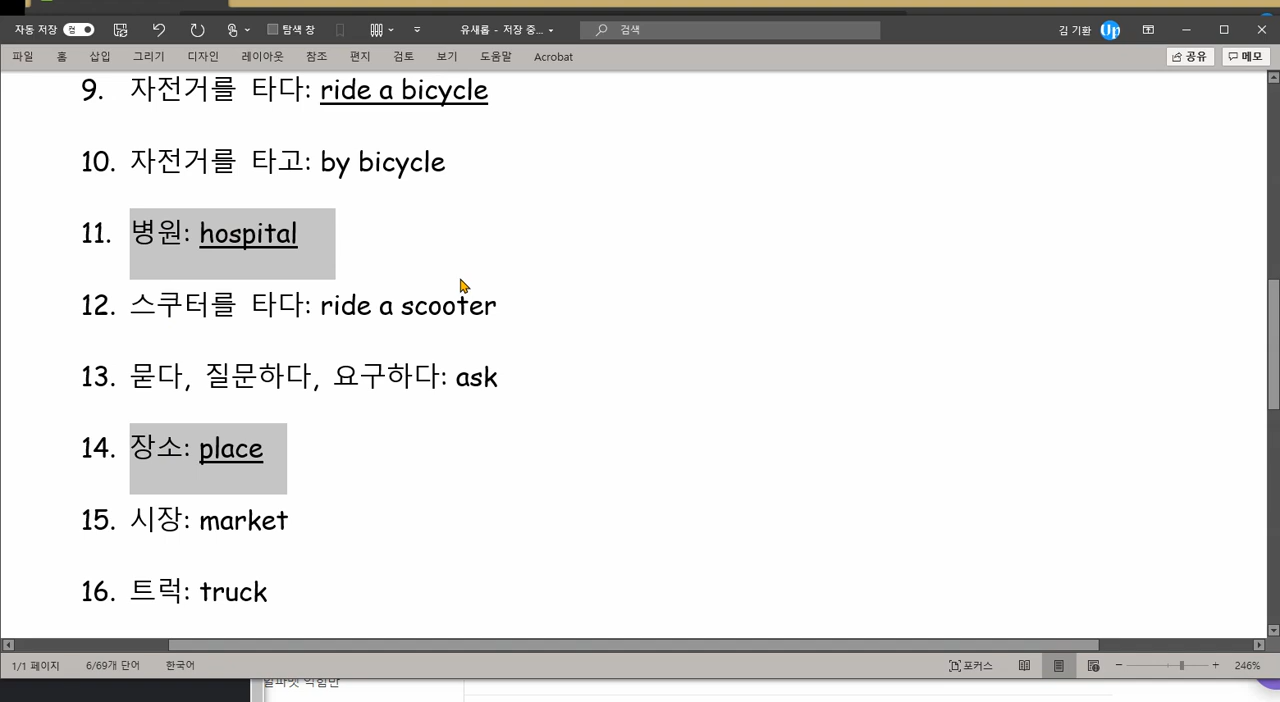 자동 저장 켬 탐색 창 유세롭 - 저장 중... 검색 김 기환 Up
파일 홈 삽입 그리기 디자인 레이아웃 참조 편지 검토 보기 도움말 Acrobat 공유 메모
9. 자전거를 타다: ride a bicycle
10. 자전거를 타고: by bicycle
11. 병원: hospital
12. 스쿠터를 타다: ride a scooter
13. 묻다, 질문하다, 요구하다: ask
14. 장소: place
15. 시장: market
16. 트럭: truck
1/1 페이지 6/69개 단어 한국어 포커스 246%